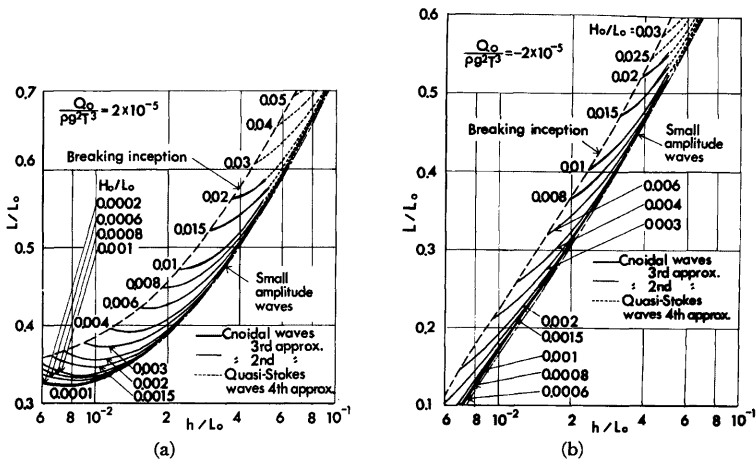 0.7
0.6
0.5
0.4
0.3
L/Lo
Qo/ρg²T³ = 2×10⁻⁵
Breaking inception
0.05
0.04
0.03
0.02
0.015
0.01
0.008
0.006
0.004
Ho/Lo
0.0002
0.0006
0.0008
0.001
0.0001
0.003
0.002
0.0015
Small
amplitude
waves
Cnoidal waves
3rd approx.
〃 2nd 〃
Quasi-Stokes
waves 4th approx.
6 8 10⁻² 2 4 6 8 10⁻¹
h/Lo
(a)
0.6
0.5
0.4
0.3
0.2
0.1
L/Lo
Qo/ρg²T³ = -2×10⁻⁵
Ho/Lo = 0.03
0.025
0.02
0.015
Breaking
inception
0.01
Small
amplitude
waves
0.008
0.006
0.004
0.003
Cnoidal waves
3rd approx.
〃 2nd 〃
Quasi-Stokes
waves 4th approx.
0.002
0.0015
0.001
0.0008
0.0006
6 8 10⁻² 2 4 6 8 10⁻¹
h/Lo
(b)